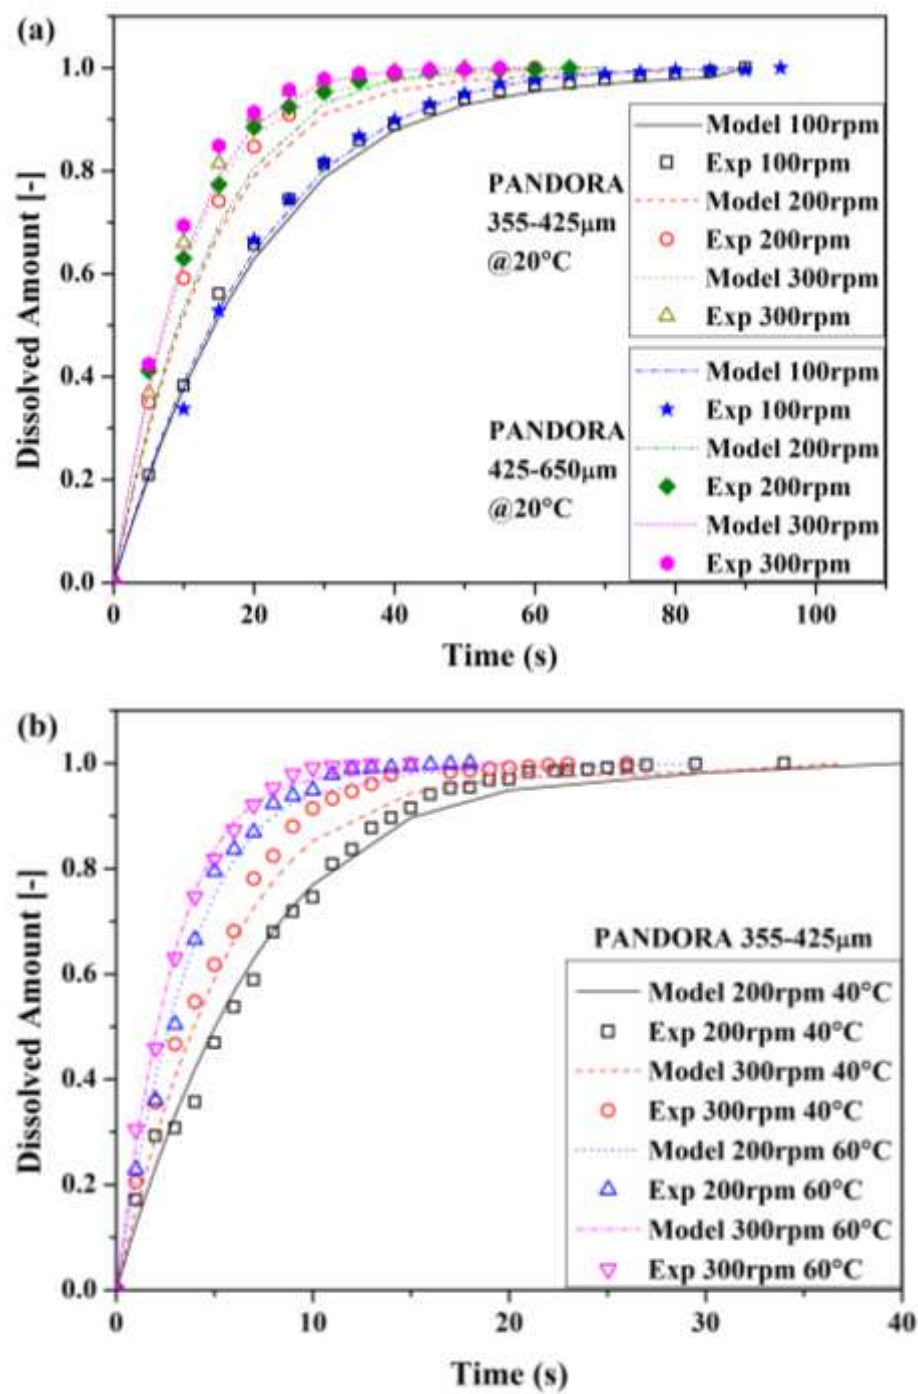 (a)
Dissolved Amount [-]
1.0
0.8
0.6
0.4
0.2
0.0
PANDORA
355-425μm
@20°C
Model 100rpm
Exp 100rpm
Model 200rpm
Exp 200rpm
Model 300rpm
Exp 300rpm
PANDORA
425-650μm
@20°C
Model 100rpm
Exp 100rpm
Model 200rpm
Exp 200rpm
Model 300rpm
Exp 300rpm
0 20 40 60 80 100
Time (s)
(b)
Dissolved Amount [-]
1.0
0.8
0.6
0.4
0.2
0.0
PANDORA 355-425μm
Model 200rpm 40°C
Exp 200rpm 40°C
Model 300rpm 40°C
Exp 300rpm 40°C
Model 200rpm 60°C
Exp 200rpm 60°C
Model 300rpm 60°C
Exp 300rpm 60°C
0 10 20 30 40
Time (s)